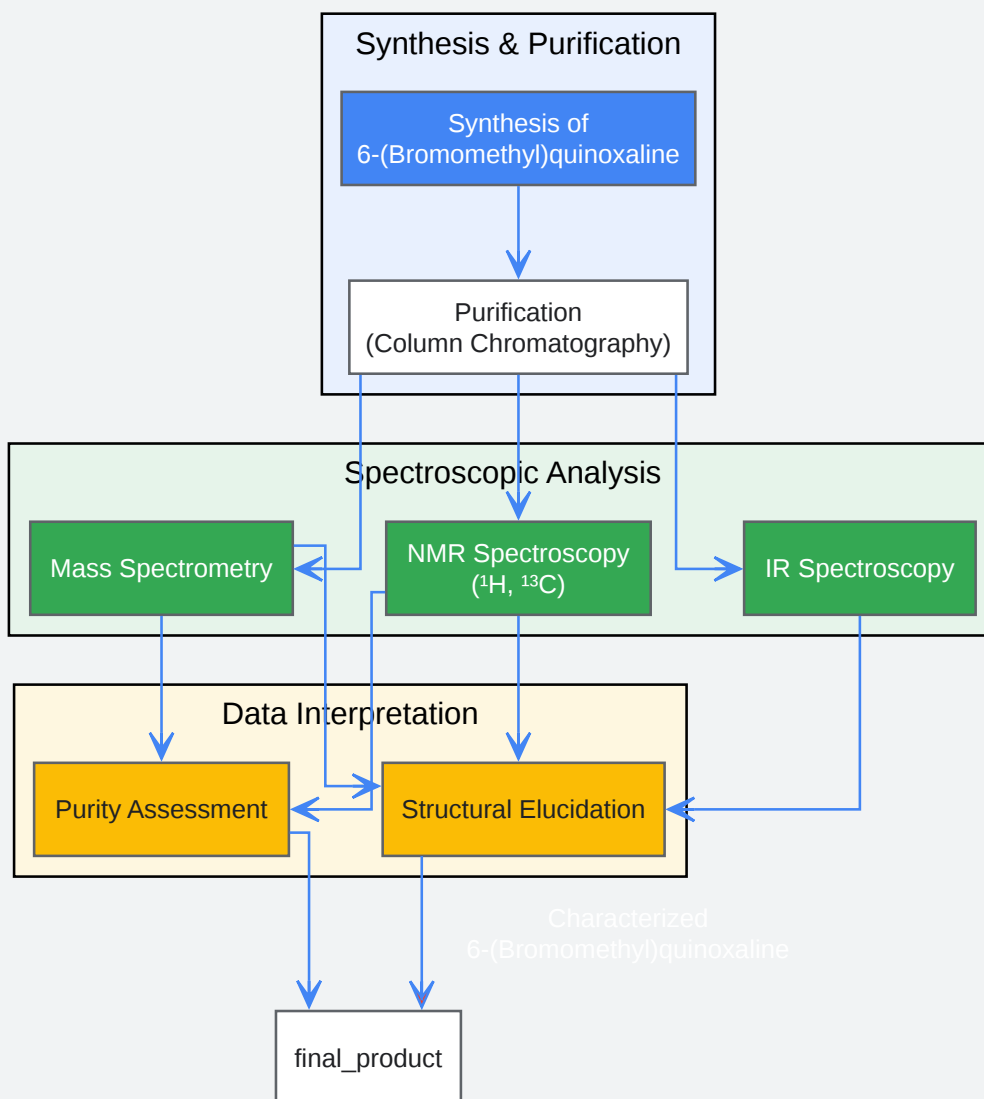 Synthesis & Purification
Synthesis of
6-(Bromomethyl)quinoxaline
Purification
(Column Chromatography)
Spectroscopic Analysis
Mass Spectrometry
NMR Spectroscopy
(¹H, ¹³C)
IR Spectroscopy
Data Interpretation
Purity Assessment
Structural Elucidation
Characterized
6-(Bromomethyl)quinoxaline
final_product